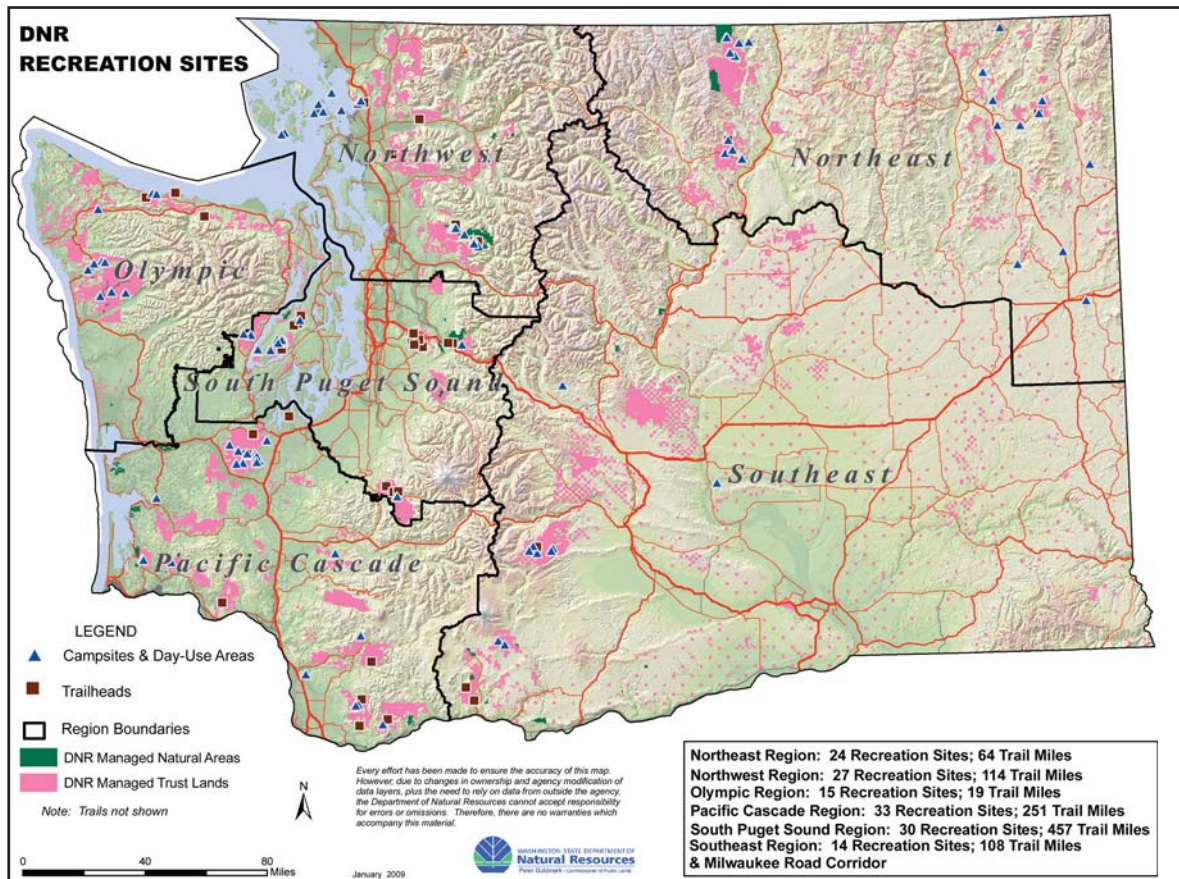 DNR
RECREATION SITES
Northwest
Northeast
Olympic
South Puget Sound
Southeast
Pacific Cascade
LEGEND
Campsites & Day-Use Areas
Trailheads
Region Boundaries
DNR Managed Natural Areas
DNR Managed Trust Lands
Note: Trails not shown
0 40 80
Miles
N
Every effort has been made to ensure the accuracy of this map.
However, due to changes in ownership and agency modification of
data layers, plus the need to rely on data from outside the agency,
the Department of Natural Resources cannot accept responsibility
for errors or omissions. Therefore, there are no warranties which
accompany this material.
January 2009
WASHINGTON STATE DEPARTMENT OF
Natural Resources
Peter Goldmark - Commissioner of Public Lands
Northeast Region: 24 Recreation Sites; 64 Trail Miles
Northwest Region: 27 Recreation Sites; 114 Trail Miles
Olympic Region: 15 Recreation Sites; 19 Trail Miles
Pacific Cascade Region: 33 Recreation Sites; 251 Trail Miles
South Puget Sound Region: 30 Recreation Sites; 457 Trail Miles
Southeast Region: 14 Recreation Sites; 108 Trail Miles
& Milwaukee Road Corridor